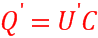 Q' = U'C